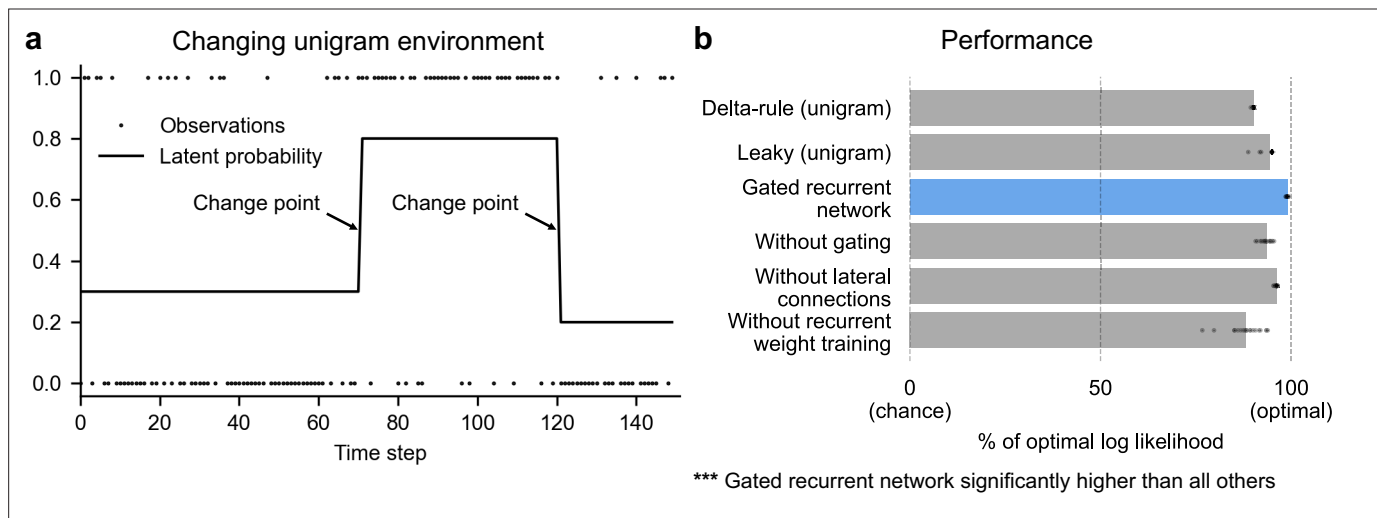 a
Changing unigram environment
1.0
0.8
0.6
0.4
0.2
0.0
Observations
Latent probability
Change point
Change point
0
20
40
60
80
100
120
140
Time step
b
Performance
Delta-rule (unigram)
Leaky (unigram)
Gated recurrent
network
Without gating
Without lateral
connections
Without recurrent
weight training
0
50
100
(chance)
(optimal)
% of optimal log likelihood
*** Gated recurrent network significantly higher than all others